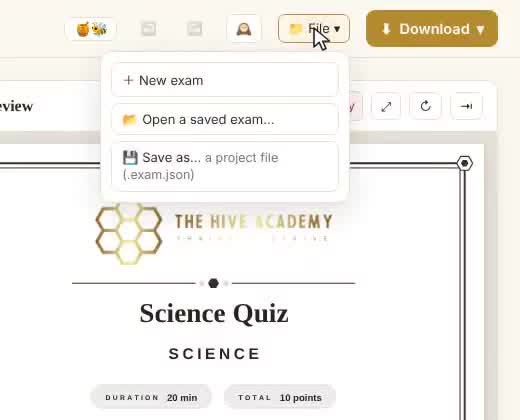 File ▾
Download ▾
+ New exam
Open a saved exam...
Save as... a project file
(.exam.json)
eview
y
THE HIVE ACADEMY
Science Quiz
SCIENCE
DURATION 20 min
TOTAL 10 points